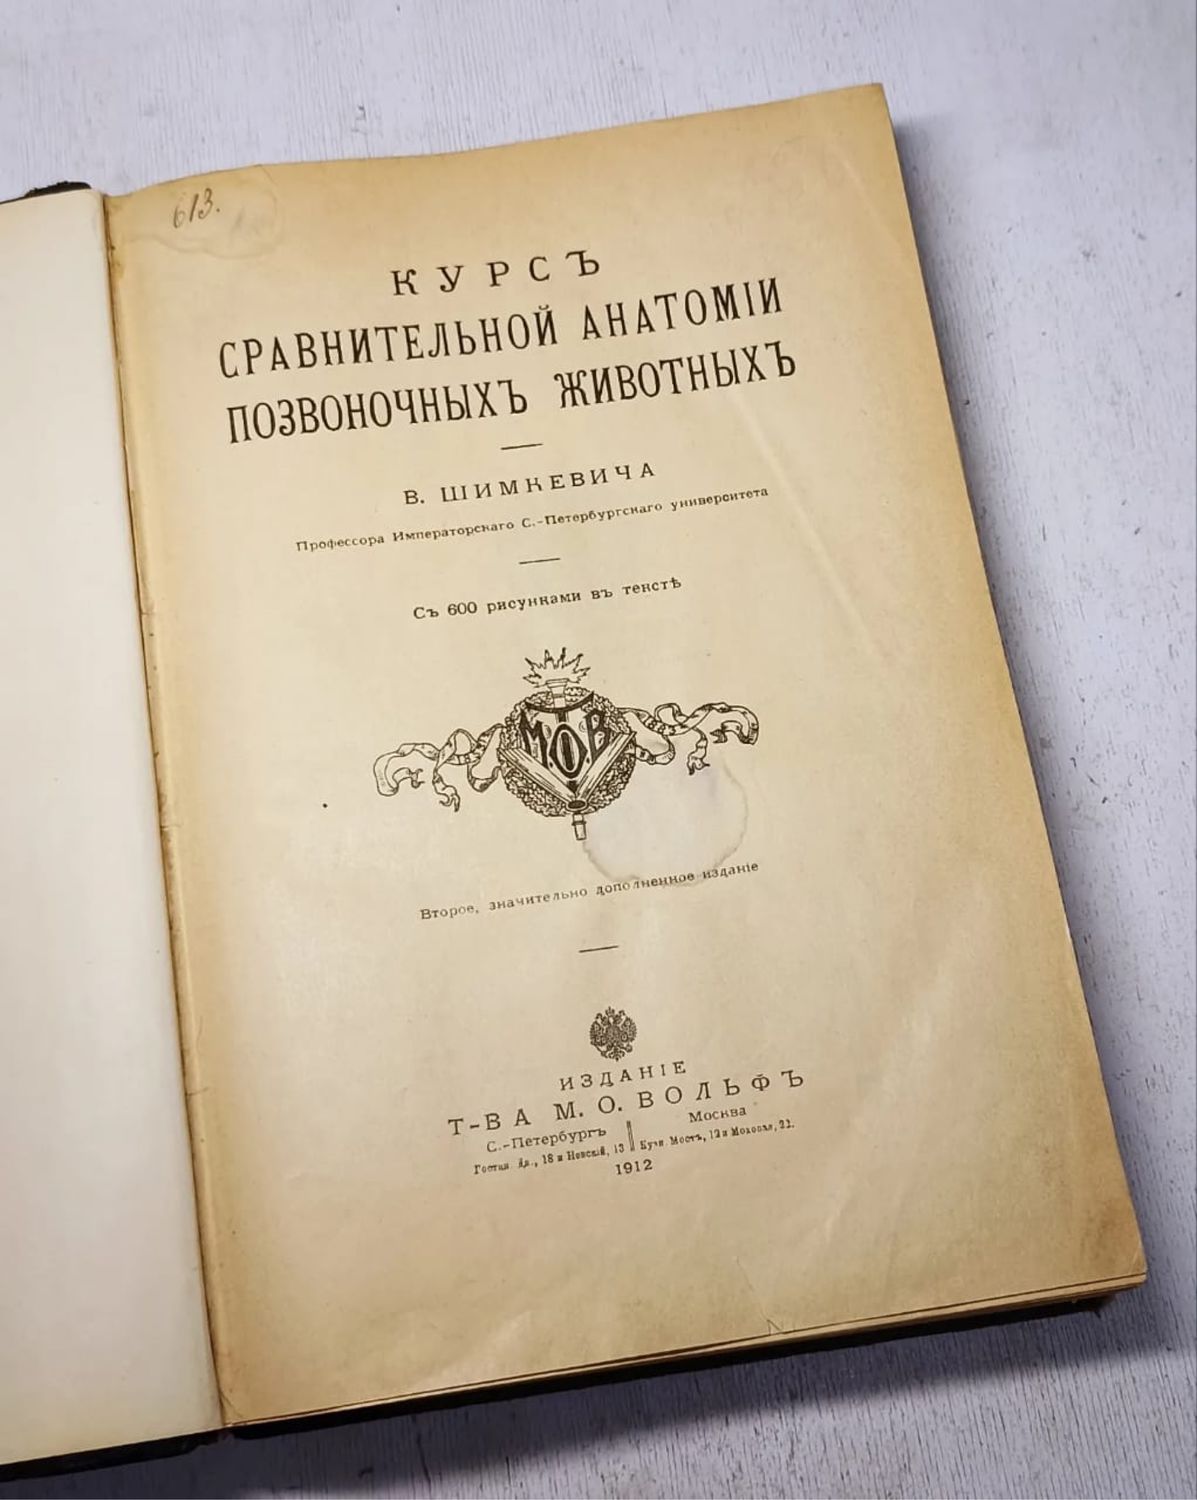 613.
КУРСЪ
СРАВНИТЕЛЬНОЙ АНАТОМІИ
ПОЗВОНОЧНЫХЪ ЖИВОТНЫХЪ
В. ШИМКЕВИЧА
Профессора Императорскаго С.-Петербургскаго университета
Съ 600 рисунками въ текстѣ
М.О.В
Второе, значительно дополненное изданіе
ИЗДАНІЕ
Т-ВА М. О. ВОЛЬФЪ
С.-Петербургъ
Гостин. Дв., 18 и Невскій, 13
Москва
Кузн. Мостъ, 12 и Моховая, 22.
1912